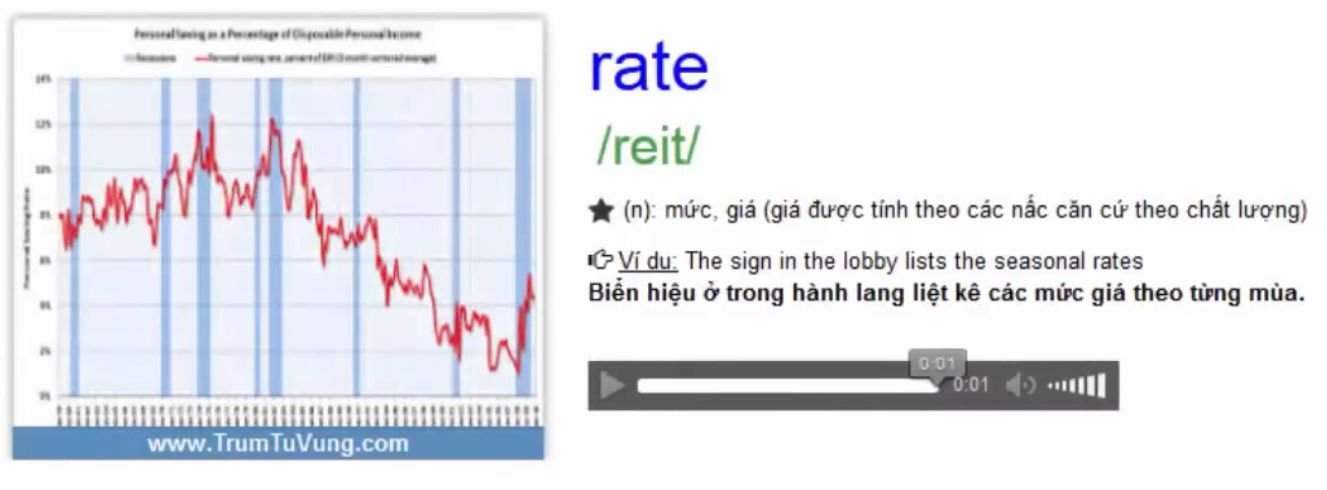 Personal Saving as a Percentage of Disposable Personal Income
Recessions
Personal saving rate, percent of DPI (3 month centered average)
14%
12%
10%
8%
6%
4%
2%
0%
www.TrumTuVung.com
rate
/reit/
★ (n): mức, giá (giá được tính theo các nấc căn cứ theo chất lượng)
Ví du: The sign in the lobby lists the seasonal rates
Biển hiệu ở trong hành lang liệt kê các mức giá theo từng mùa.
0:01
0:01